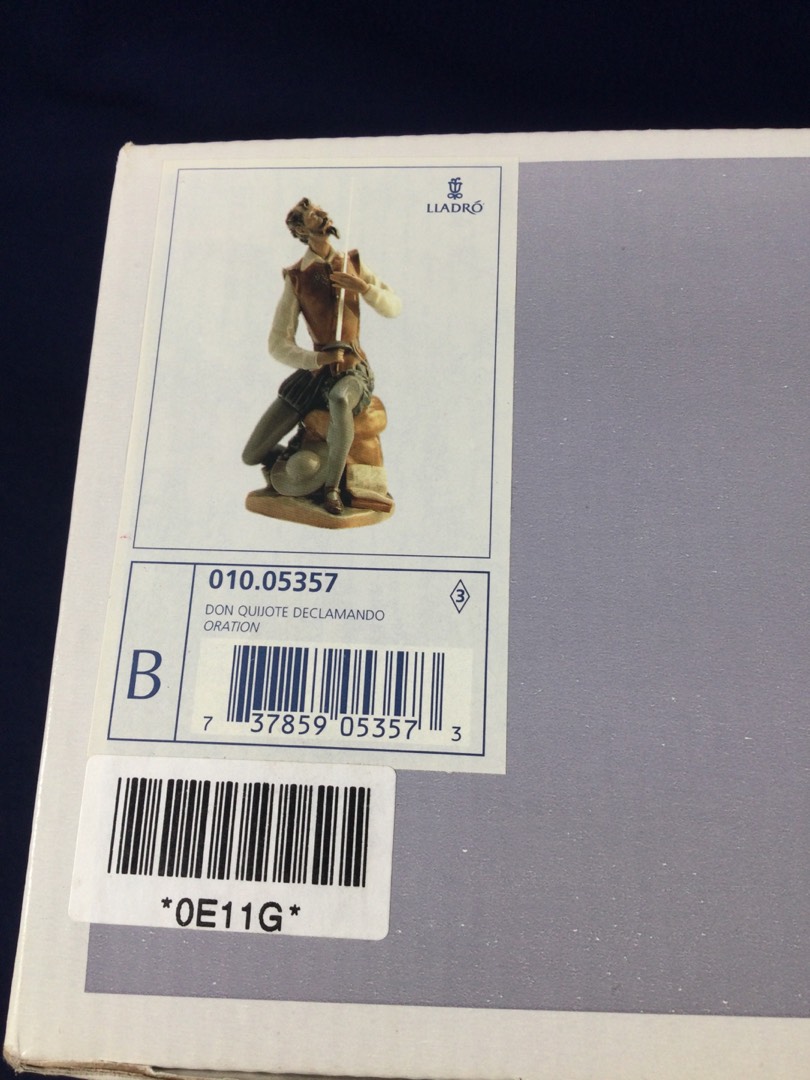 LLADRÓ
010.05357
3
DON QUIJOTE DECLAMANDO
ORATION
B
7 37859 05357 3
*0E11G*